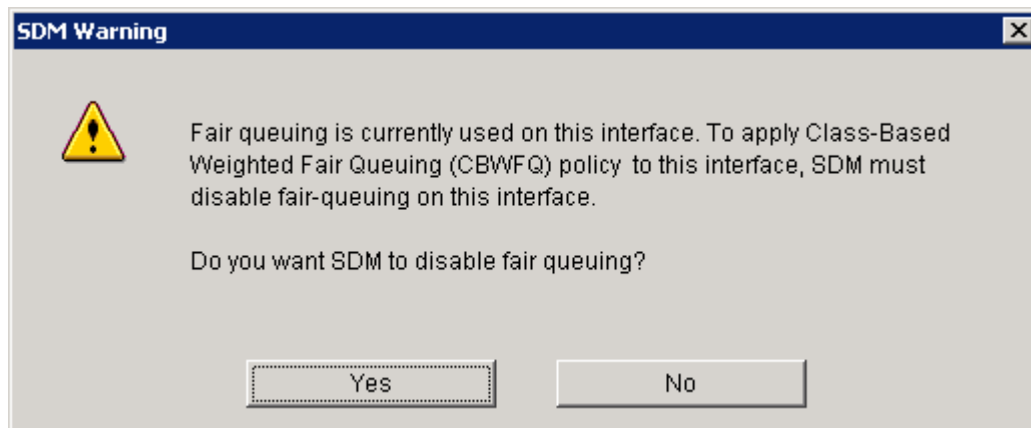 SDM Warning
Fair queuing is currently used on this interface. To apply Class-Based
Weighted Fair Queuing (CBWFQ) policy to this interface, SDM must
disable fair-queuing on this interface.
Do you want SDM to disable fair queuing?
Yes
No